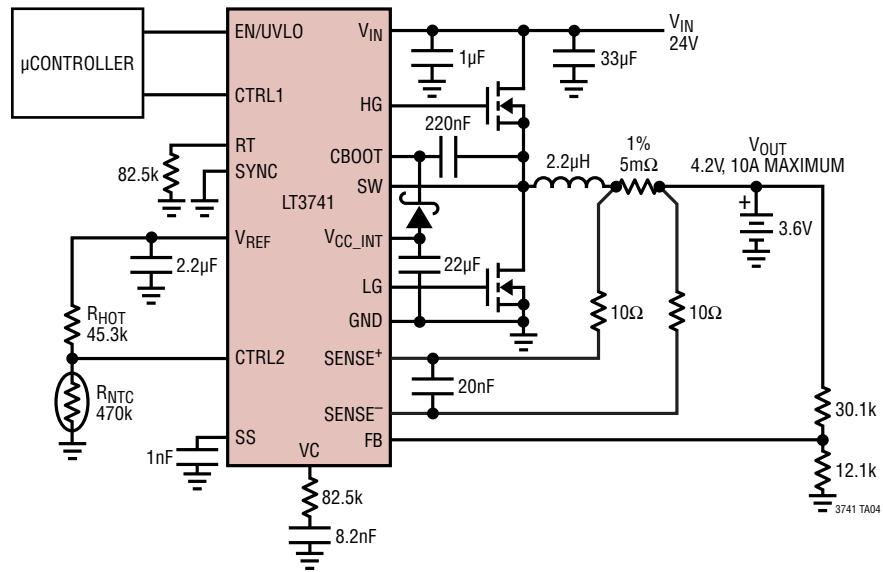 µCONTROLLER
EN/UVLO
CTRL1
RT
SYNC
82.5k
LT3741
VREF
2.2µF
RHOT
45.3k
CTRL2
RNTC
470k
SS
1nF
VC
82.5k
8.2nF
VIN
1µF
33µF
VIN
24V
HG
220nF
CBOOT
SW
2.2µH
1%
5mΩ
VOUT
4.2V, 10A MAXIMUM
+
3.6V
VCC_INT
22µF
LG
GND
10Ω
10Ω
SENSE+
20nF
SENSE–
FB
30.1k
12.1k
3741 TA04